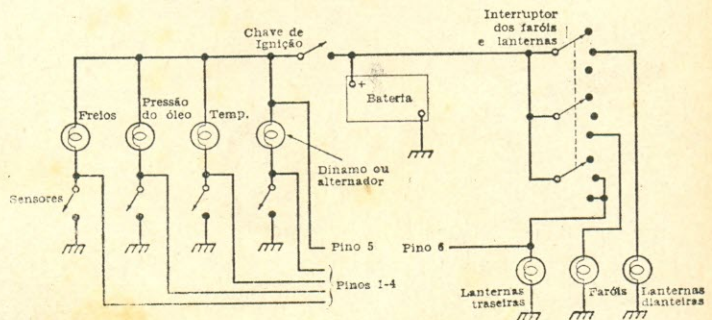 Interruptor
dos faróis
e lanternas
Chave de
Ignição
+
Bateria
Freios
Pressão
do óleo
Temp.
Dinamo ou
alternador
Sensores
Pino 5
Pino 6
Pinos 1-4
Lanternas
traseiras
Faróis
Lanternas
dianteiras